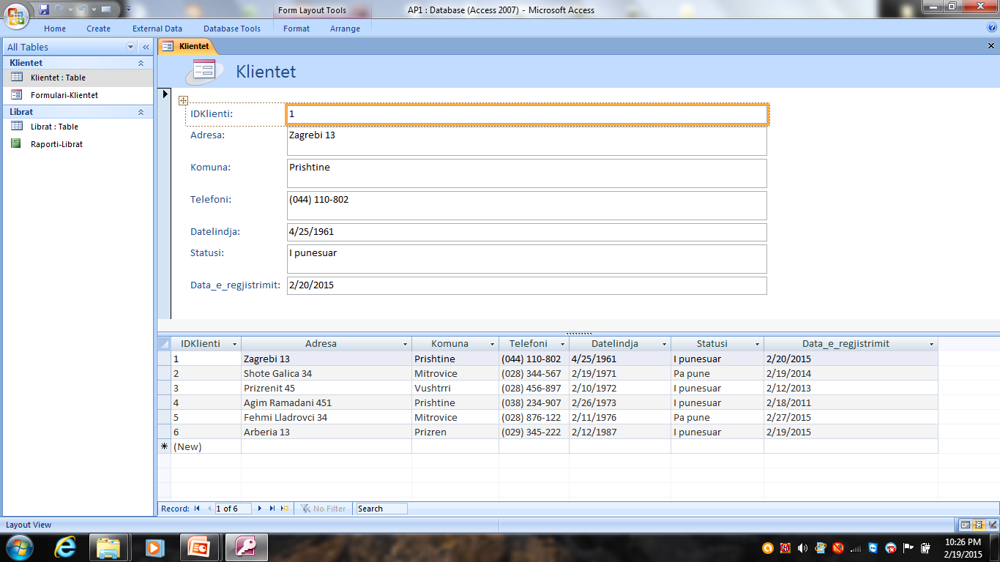 Form Layout Tools AP1 : Database (Access 2007) - Microsoft Access
Home Create External Data Database Tools Format Arrange
All Tables
Klientet
Klientet : Table
Formulari-Klientet
Librat
Librat : Table
Raporti-Librat
Klientet
Klientet
IDKlienti: 1
Adresa: Zagrebi 13
Komuna: Prishtine
Telefoni: (044) 110-802
Datelindja: 4/25/1961
Statusi: I punesuar
Data_e_regjistrimit: 2/20/2015
IDKlienti Adresa Komuna Telefoni Datelindja Statusi Data_e_regjistrimit
1 Zagrebi 13 Prishtine (044) 110-802 4/25/1961 I punesuar 2/20/2015
2 Shote Galica 34 Mitrovice (028) 344-567 2/19/1971 Pa pune 2/19/2014
3 Prizrenit 45 Vushtrri (028) 456-897 2/10/1972 I punesuar 2/12/2013
4 Agim Ramadani 451 Prishtine (038) 234-907 2/26/1973 I punesuar 2/18/2011
5 Fehmi Lladrovci 34 Mitrovice (028) 876-122 2/11/1976 Pa pune 2/27/2015
6 Arberia 13 Prizren (029) 345-222 2/12/1987 I punesuar 2/19/2015
(New)
Record: 1 of 6 No Filter Search
Layout View
10:26 PM
2/19/2015